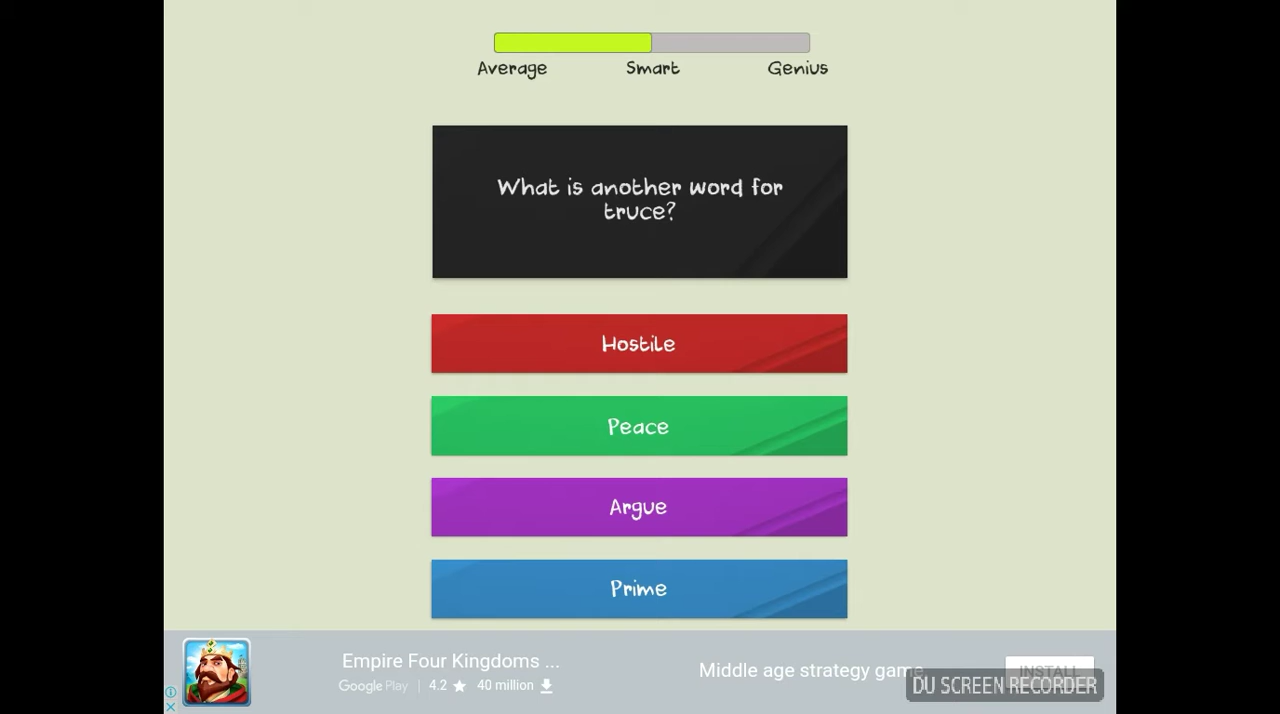 Average Smart Genius
What is another word for
truce?
Hostile
Peace
Argue
Prime
Empire Four Kingdoms ...
Google Play 4.2 40 million
Middle age strategy game
INSTALL
DU SCREEN RECORDER